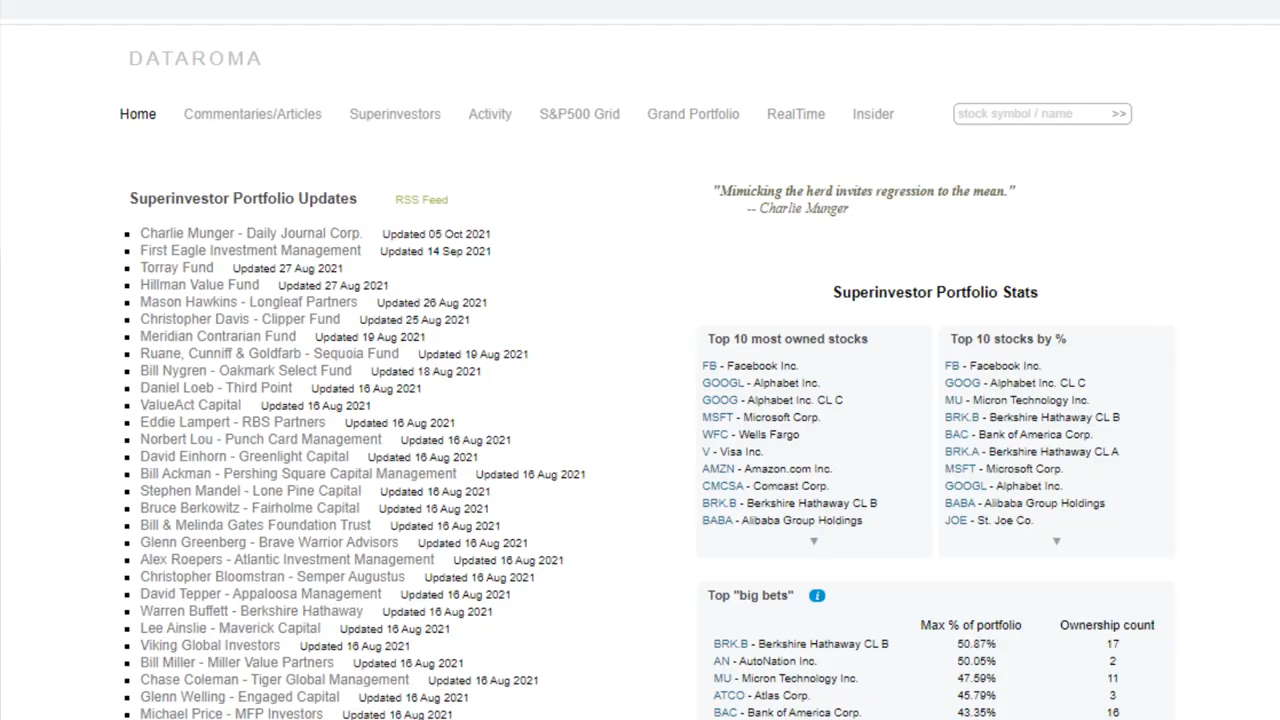 DATAROMA
Home Commentaries/Articles Superinvestors Activity S&P500 Grid Grand Portfolio RealTime Insider stock symbol / name >>
Superinvestor Portfolio Updates RSS Feed
Charlie Munger - Daily Journal Corp. Updated 05 Oct 2021
First Eagle Investment Management Updated 14 Sep 2021
Torray Fund Updated 27 Aug 2021
Hillman Value Fund Updated 27 Aug 2021
Mason Hawkins - Longleaf Partners Updated 26 Aug 2021
Christopher Davis - Clipper Fund Updated 25 Aug 2021
Meridian Contrarian Fund Updated 19 Aug 2021
Ruane, Cunniff & Goldfarb - Sequoia Fund Updated 19 Aug 2021
Bill Nygren - Oakmark Select Fund Updated 18 Aug 2021
Daniel Loeb - Third Point Updated 16 Aug 2021
ValueAct Capital Updated 16 Aug 2021
Eddie Lampert - RBS Partners Updated 16 Aug 2021
Norbert Lou - Punch Card Management Updated 16 Aug 2021
David Einhorn - Greenlight Capital Updated 16 Aug 2021
Bill Ackman - Pershing Square Capital Management Updated 16 Aug 2021
Stephen Mandel - Lone Pine Capital Updated 16 Aug 2021
Bruce Berkowitz - Fairholme Capital Updated 16 Aug 2021
Bill & Melinda Gates Foundation Trust Updated 16 Aug 2021
Glenn Greenberg - Brave Warrior Advisors Updated 16 Aug 2021
Alex Roepers - Atlantic Investment Management Updated 16 Aug 2021
Christopher Bloomstran - Semper Augustus Updated 16 Aug 2021
David Tepper - Appaloosa Management Updated 16 Aug 2021
Warren Buffett - Berkshire Hathaway Updated 16 Aug 2021
Lee Ainslie - Maverick Capital Updated 16 Aug 2021
Viking Global Investors Updated 16 Aug 2021
Bill Miller - Miller Value Partners Updated 16 Aug 2021
Chase Coleman - Tiger Global Management Updated 16 Aug 2021
Glenn Welling - Engaged Capital Updated 16 Aug 2021
Michael Price - MFP Investors Updated 16 Aug 2021
"Mimicking the herd invites regression to the mean."
-- Charlie Munger
Superinvestor Portfolio Stats
Top 10 most owned stocks
FB - Facebook Inc.
GOOGL - Alphabet Inc.
GOOG - Alphabet Inc. CL C
MSFT - Microsoft Corp.
WFC - Wells Fargo
V - Visa Inc.
AMZN - Amazon.com Inc.
CMCSA - Comcast Corp.
BRK.B - Berkshire Hathaway CL B
BABA - Alibaba Group Holdings
Top 10 stocks by %
FB - Facebook Inc.
GOOG - Alphabet Inc. CL C
MU - Micron Technology Inc.
BRK.B - Berkshire Hathaway CL B
BAC - Bank of America Corp.
BRK.A - Berkshire Hathaway CL A
MSFT - Microsoft Corp.
GOOGL - Alphabet Inc.
BABA - Alibaba Group Holdings
JOE - St. Joe Co.
Top "big bets" i
Max % of portfolio Ownership count
BRK.B - Berkshire Hathaway CL B 50.87% 17
AN - AutoNation Inc. 50.05% 2
MU - Micron Technology Inc. 47.59% 11
ATCO - Atlas Corp. 45.79% 3
BAC - Bank of America Corp. 43.35% 16